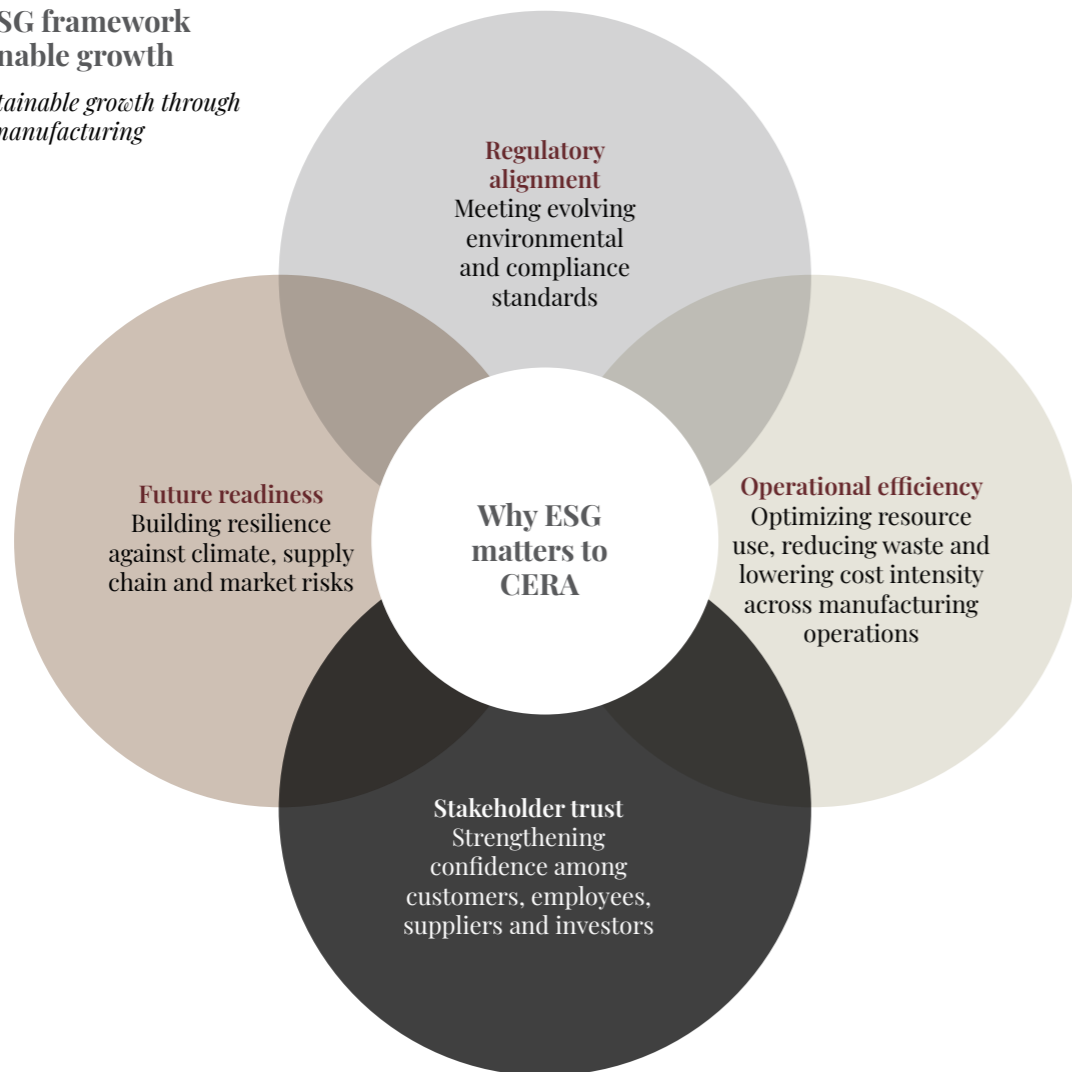 SG framework
nable growth
tainable growth through
manufacturing
Regulatory
alignment
Meeting evolving
environmental
and compliance
standards
Future readiness
Building resilience
against climate, supply
chain and market risks
Why ESG
matters to
CERA
Operational efficiency
Optimizing resource
use, reducing waste and
lowering cost intensity
across manufacturing
operations
Stakeholder trust
Strengthening
confidence among
customers, employees,
suppliers and investors